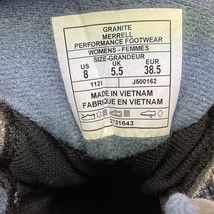 GRANITE
MERRELL
PERFORMANCE FOOTWEAR
WOMENS - FEMMES
SIZE-GRANDEUR
US UK EUR
8 5.5 38.5
1121 J500162
MADE IN VIETNAM
FABRIQUE EN VIETNAM